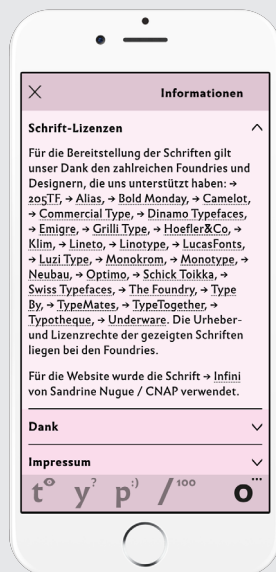 Informationen
Schrift-Lizenzen
Für die Bereitstellung der Schriften gilt
unser Dank den zahlreichen Foundries und
Designern, die uns unterstützt haben: →
205TF, → Alias, → Bold Monday, → Camelot,
→ Commercial Type, → Dinamo Typefaces,
→ Emigre, → Grilli Type, → Hoefler&Co, →
Klim, → Lineto, → Linotype, → LucasFonts,
→ Luzi Type, → Monokrom, → Monotype, →
Neubau, → Optimo, → Schick Toikka, →
Swiss Typefaces, → The Foundry, → Type
By, → TypeMates, → TypeTogether, →
Typotheque, → Underware. Die Urheber-
und Lizenzrechte der gezeigten Schriften
liegen bei den Foundries.
Für die Website wurde die Schrift → Infini
von Sandrine Nugue / CNAP verwendet.
Dank
Impressum
t y? p:) /100 o...